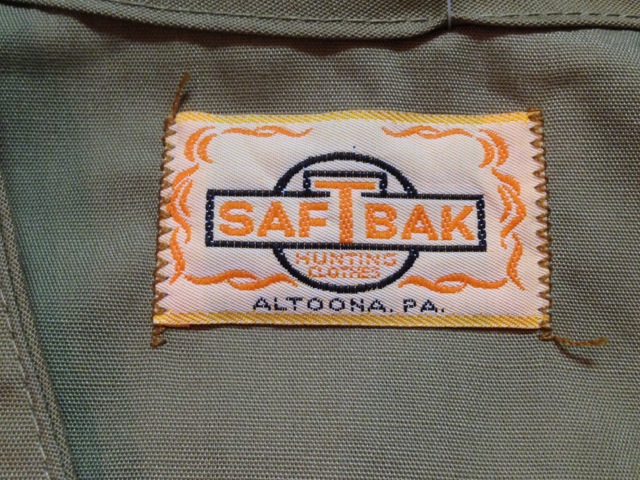 SAFTBAK
HUNTING
CLOTHES
ALTOONA, PA.